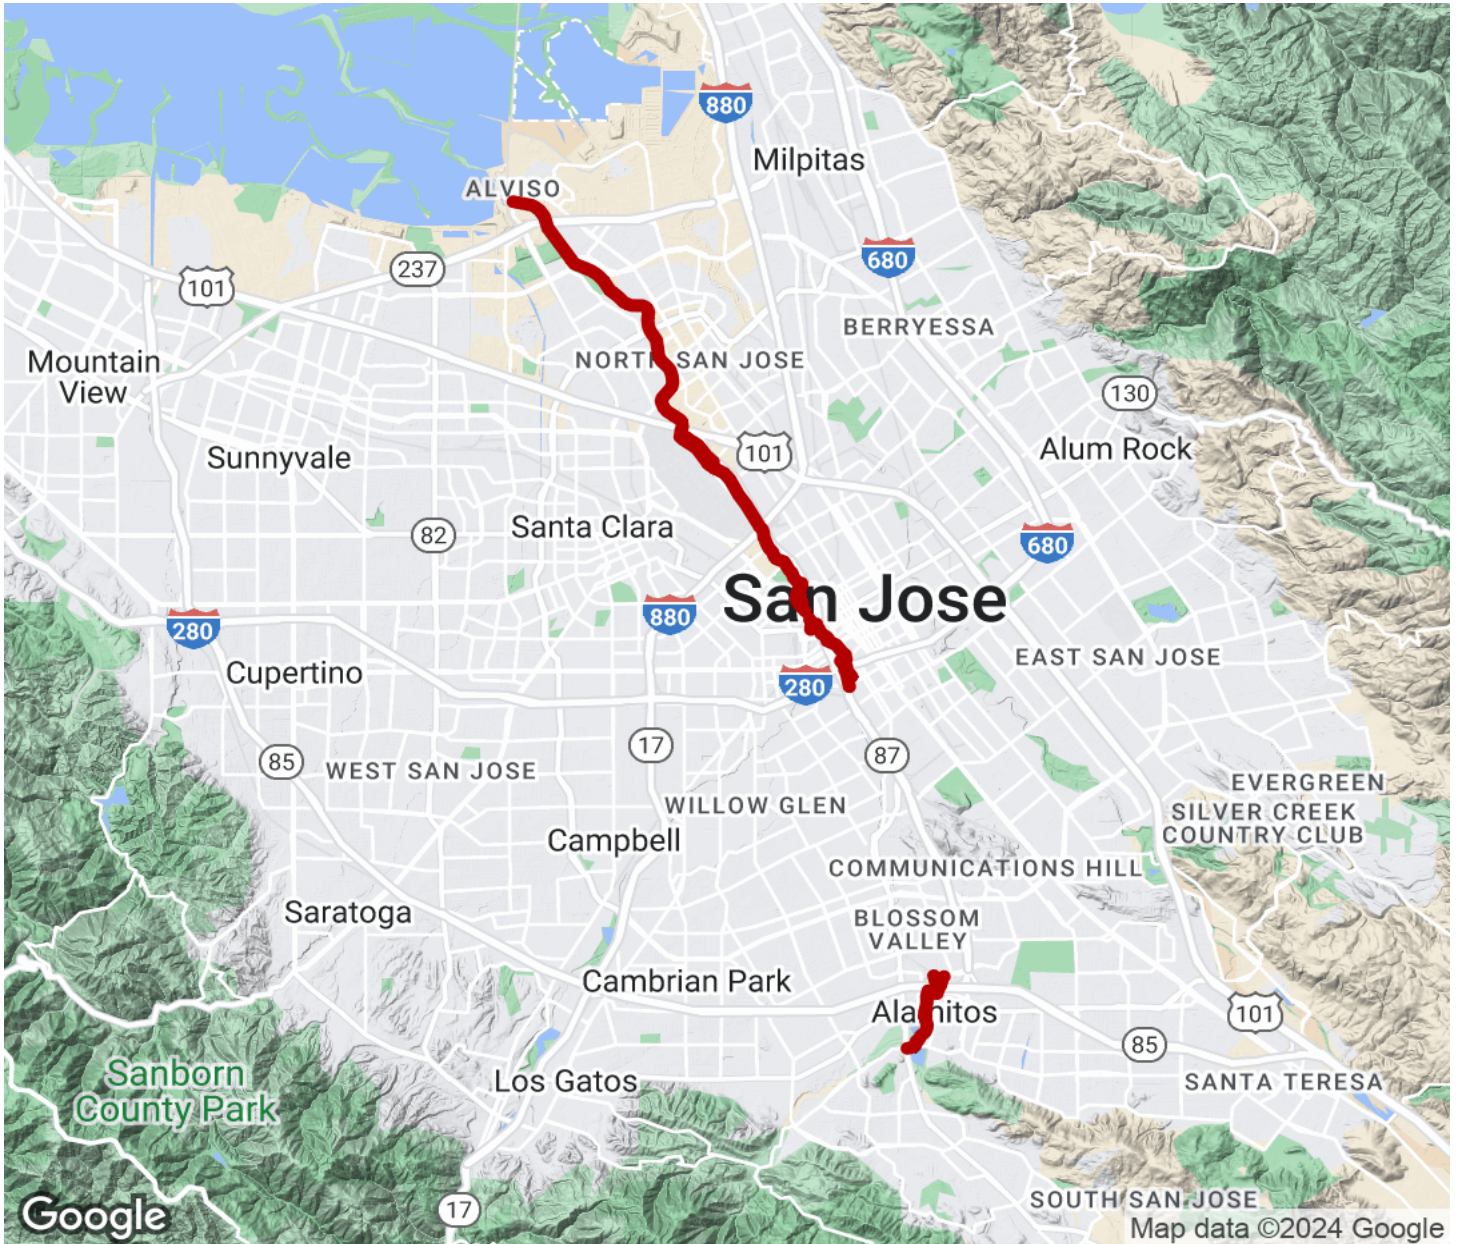 880
Milpitas
ALVISO
680
237
101
BERRYESSA
Mountain
View
NORTH SAN JOSE
130
101
Alum Rock
Sunnyvale
Santa Clara
82
680
San Jose
880
280
EAST SAN JOSE
Cupertino
280
17
87
85
WEST SAN JOSE
EVERGREEN
WILLOW GLEN
SILVER CREEK
COUNTRY CLUB
Campbell
COMMUNICATIONS HILL
Saratoga
BLOSSOM
VALLEY
Cambrian Park
Alamitos
101
85
Sanborn
County Park
Los Gatos
SANTA TERESA
SOUTH SAN JOSE
17
Google
Map data ©2024 Google